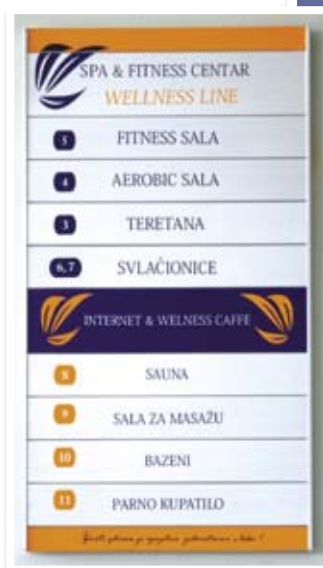 SPA & FITNESS CENTAR
WELLNESS LINE
5 FITNESS SALA
4 AEROBIC SALA
3 TERETANA
6,7 SVLAČIONICE
INTERNET & WELNESS CAFFE
8 SAUNA
9 SALA ZA MASAŽU
10 BAZENI
11 PARNO KUPATILO